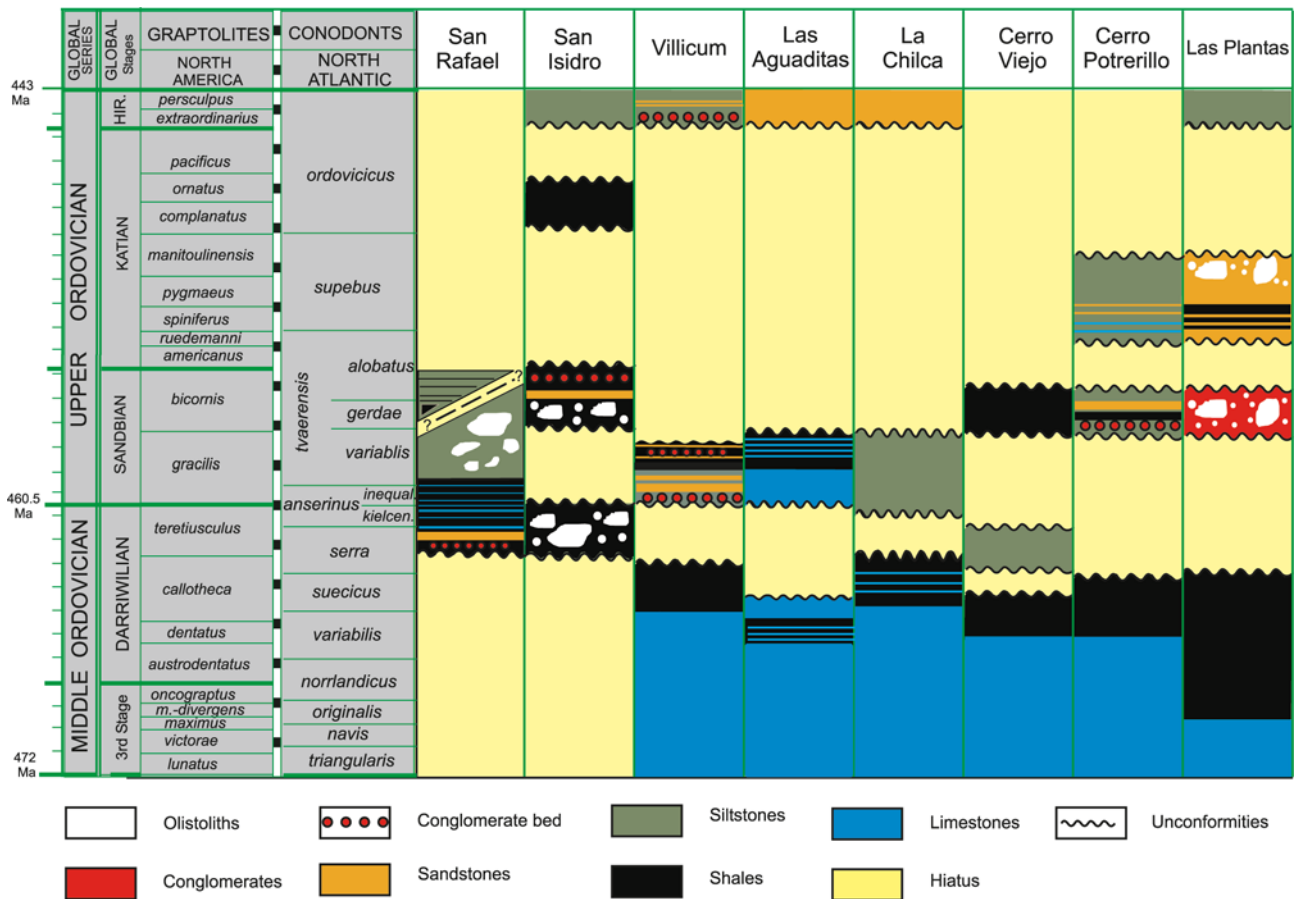 GLOBAL SERIES
GLOBAL Stages
GRAPTOLITES
NORTH AMERICA
CONODONTS
NORTH ATLANTIC
San Rafael
San Isidro
Villicum
Las Aguaditas
La Chilca
Cerro Viejo
Cerro Potrerillo
Las Plantas
443 Ma
460.5 Ma
472 Ma
UPPER ORDOVICIAN
MIDDLE ORDOVICIAN
HIR.
KATIAN
SANDBIAN
DARRIWILIAN
3rd Stage
persculpus
extraordinarius
pacificus
ornatus
complanatus
manitoulinensis
pygmaeus
spiniferus
ruedemanni
americanus
bicornis
gracilis
teretiusculus
callotheca
dentatus
austrodentatus
oncograptus
m.-divergens
maximus
victorae
lunatus
ordovicicus
supebus
tvaerensis
alobatus
gerdae
variablis
anserinus
inequal.
kielcen.
serra
suecicus
variabilis
norrlandicus
originalis
navis
triangularis
?
?
Olistoliths
Conglomerate bed
Siltstones
Limestones
Unconformities
Conglomerates
Sandstones
Shales
Hiatus